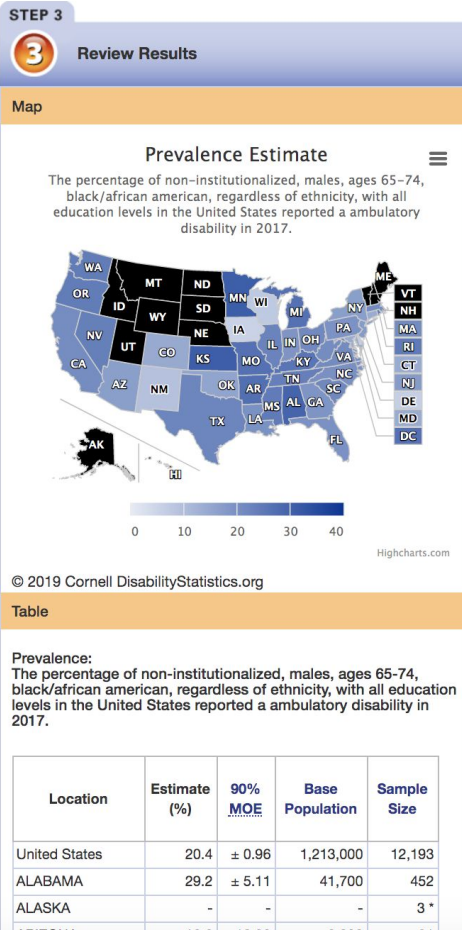 STEP 3
3 Review Results
Map
Prevalence Estimate
The percentage of non-institutionalized, males, ages 65-74,
black/african american, regardless of ethnicity, with all
education levels in the United States reported a ambulatory
disability in 2017.
WA
MT
ND
ME
OR
ID
SD
MN
WI
MI
NY
VT
WY
NH
NE
IA
PA
MA
NV
UT
CO
KS
MO
IL
IN
OH
RI
CA
KY
VA
CT
AZ
NM
OK
AR
TN
NC
NJ
TX
LA
MS
AL
GA
SC
DE
MD
FL
DC
AK
HI
0 10 20 30 40
Highcharts.com
© 2019 Cornell DisabilityStatistics.org
Table
Prevalence:
The percentage of non-institutionalized, males, ages 65-74,
black/african american, regardless of ethnicity, with all education
levels in the United States reported a ambulatory disability in
2017.
Location Estimate (%) 90% MOE Base Population Sample Size
United States 20.4 ± 0.96 1,213,000 12,193
ALABAMA 29.2 ± 5.11 41,700 452
ALASKA - - - 3 *